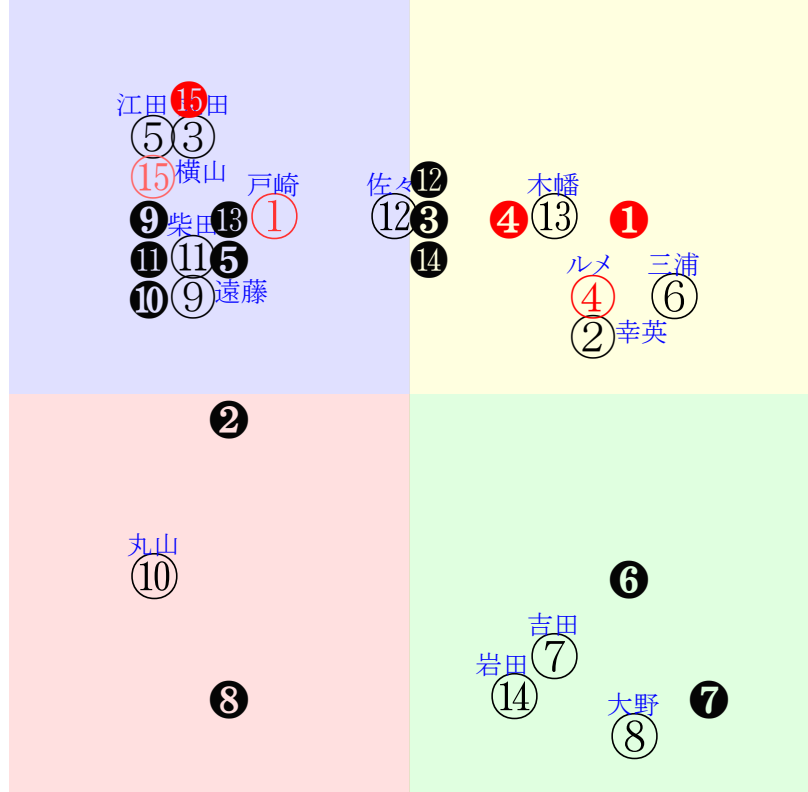 江田
⓯
田
⑤
③
⑮
横山
戸崎
①
佐々
⑫
⓬
木幡
⑬
❾
柴田
⓭
❸
❹
❶
⓫
⑪
❺
⓮
ルメ
④
三浦
⑥
❿
⑨
遠藤
②
幸英
❷
丸山
⑩
❻
吉田
⑦
岩田
⑭
❽
大野
⑧
❼